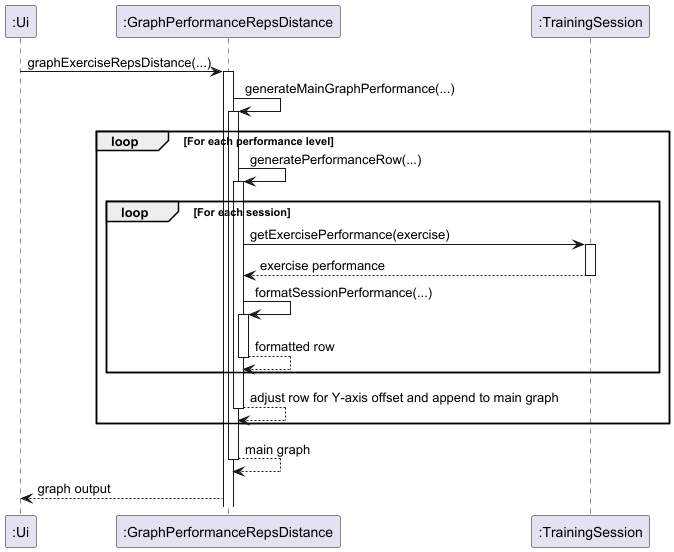 :Ui
:GraphPerformanceRepsDistance
:TrainingSession
graphExerciseRepsDistance(...)
generateMainGraphPerformance(...)
loop
[For each performance level]
generatePerformanceRow(...)
loop
[For each session]
getExercisePerformance(exercise)
exercise performance
formatSessionPerformance(...)
formatted row
adjust row for Y-axis offset and append to main graph
main graph
graph output
:Ui
:GraphPerformanceRepsDistance
:TrainingSession